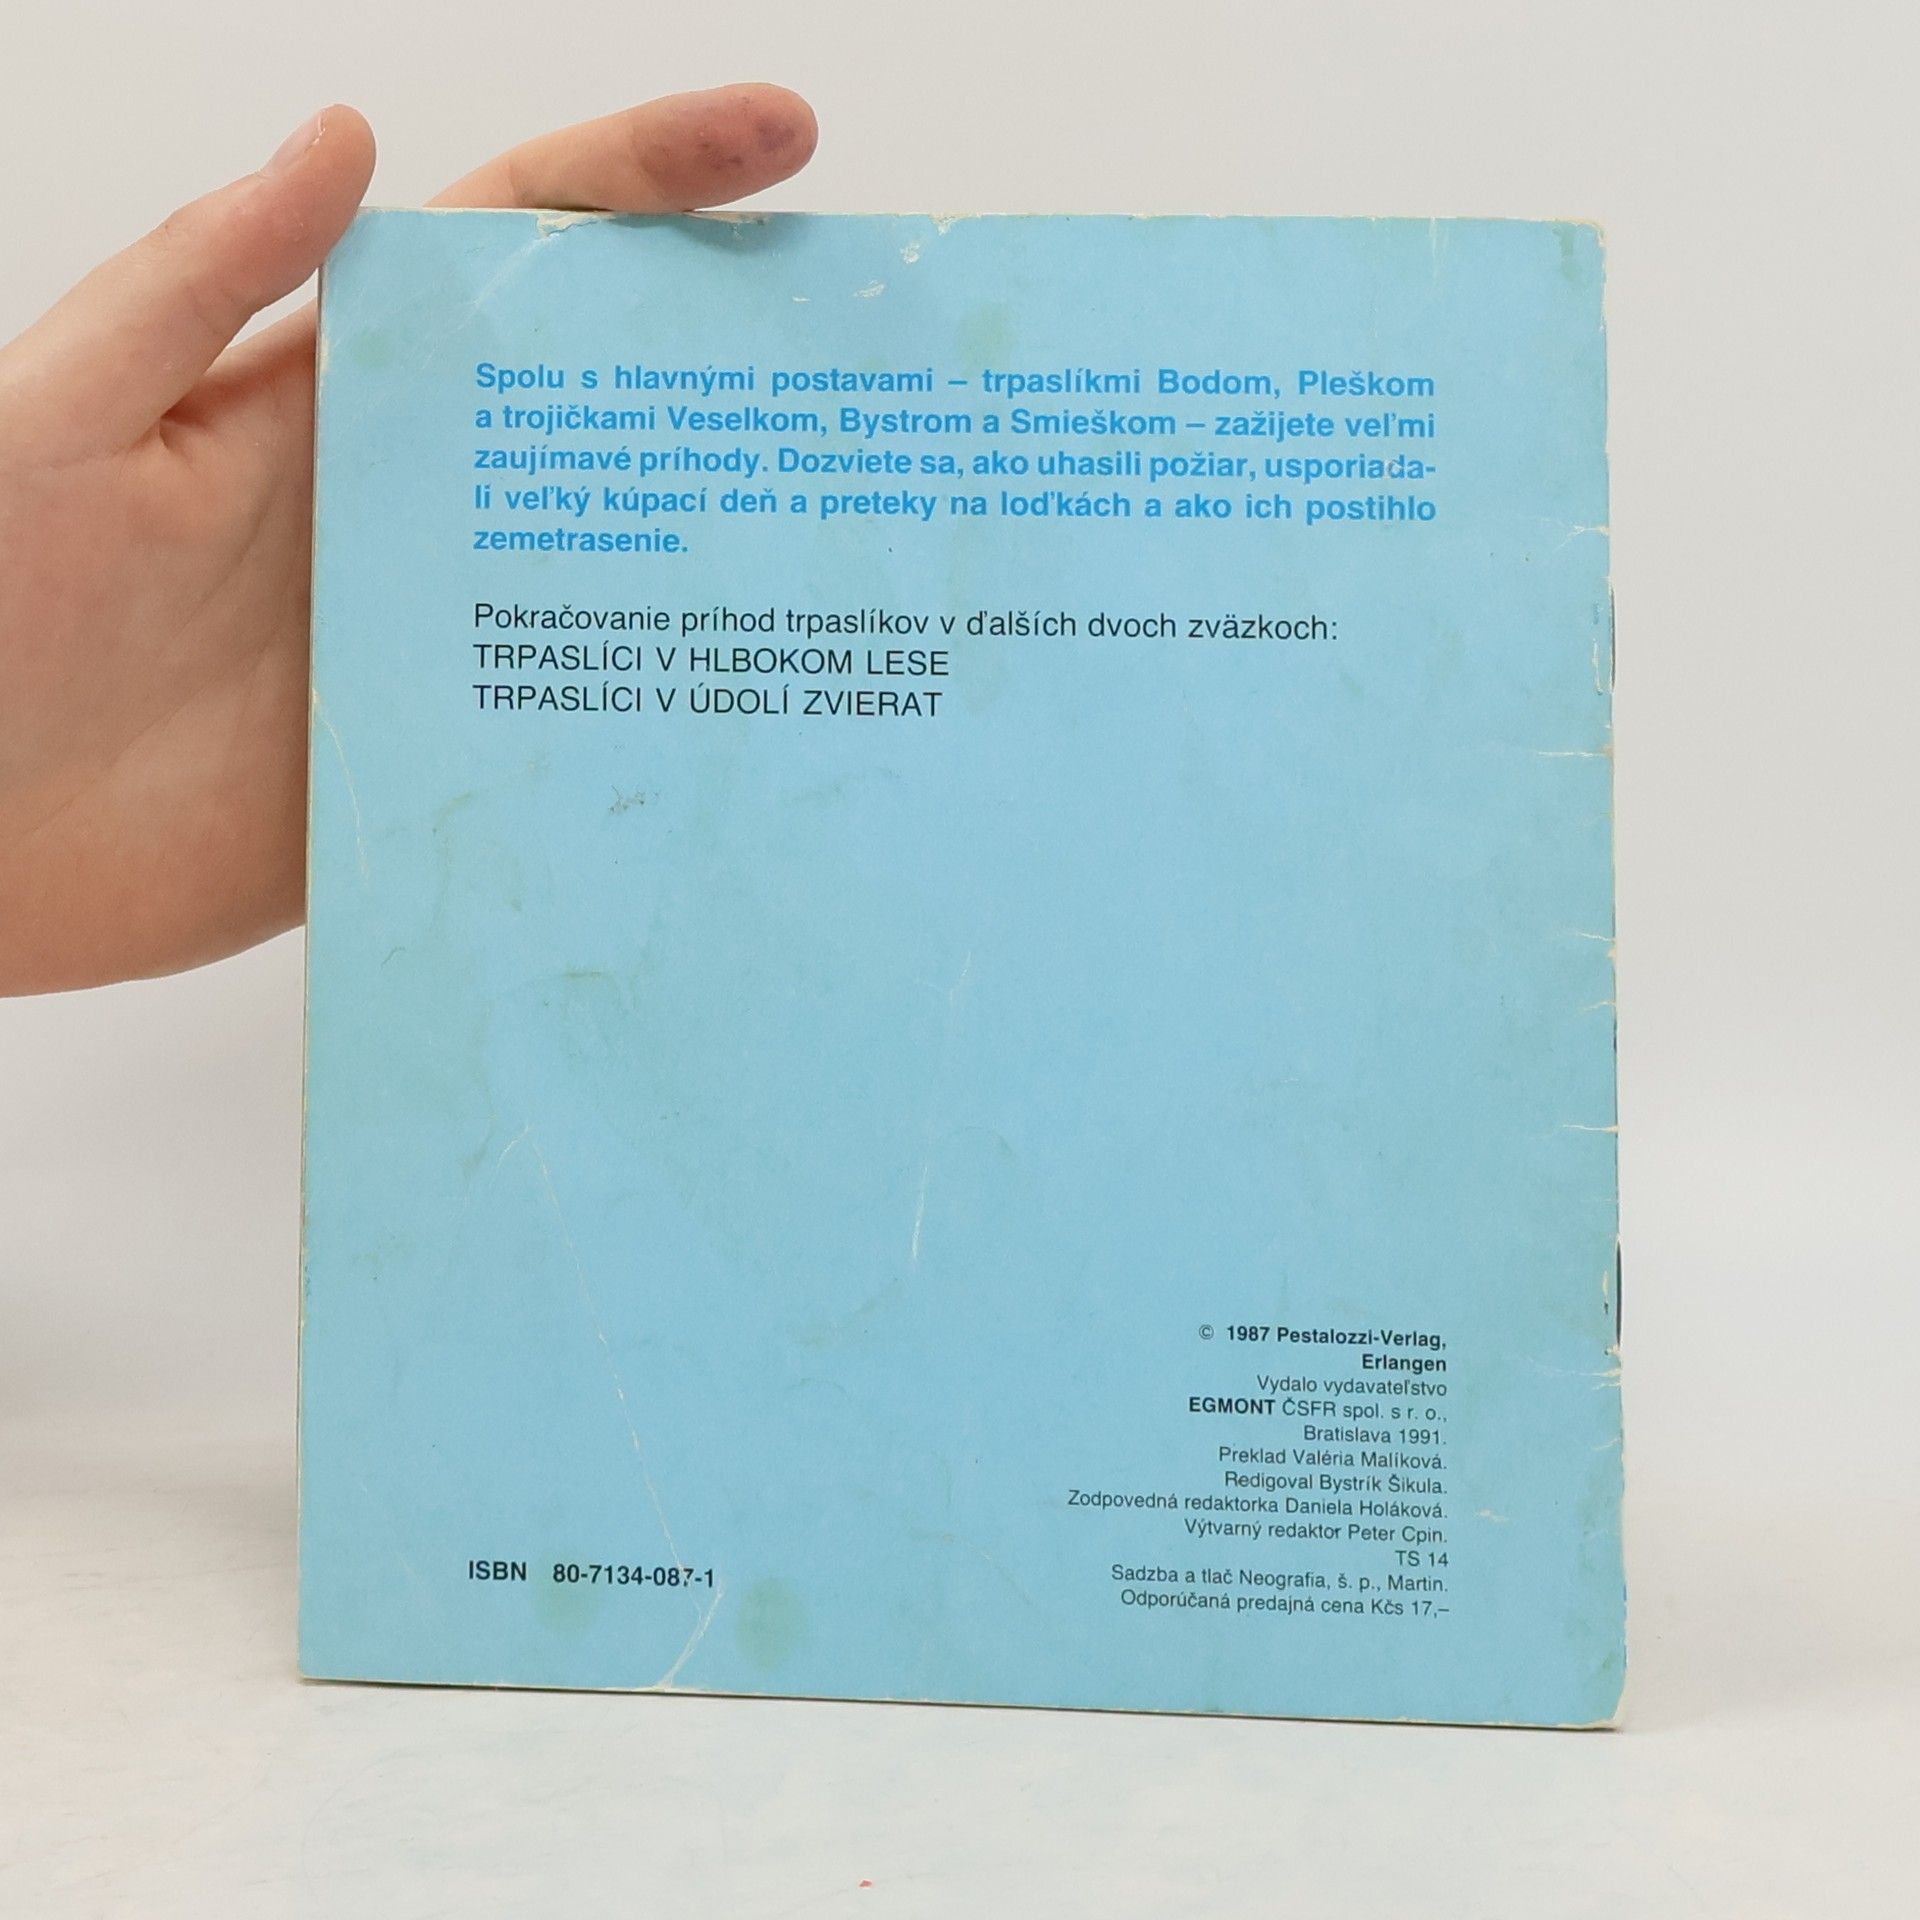 Spolu s hlavnými postavami – trpaslíkmi Bodom, Pleškom
a trojičkami Veselkom, Bystrom a Smieškom – zažijete veľmi
zaujímavé príhody. Dozviete sa, ako uhasili požiar, usporiada-
li veľký kúpací deň a preteky na loďkách a ako ich postihlo
zemetrasenie.
Pokračovanie príhod trpaslíkov v ďalších dvoch zväzkoch:
TRPASLÍCI V HLBOKOM LESE
TRPASLÍCI V ÚDOLÍ ZVIERAT
© 1987 Pestalozzi-Verlag,
Erlangen
Vydalo vydavateľstvo
EGMONT ČSFR spol. s r. o.,
Bratislava 1991.
Preklad Valéria Malíková.
Redigoval Bystrík Šikula.
Zodpovedná redaktorka Daniela Holáková.
Výtvarný redaktor Peter Cpin.
TS 14
Sadzba a tlač Neografia, š. p., Martin.
Odporúčaná predajná cena Kčs 17,–
ISBN 80-7134-087-1